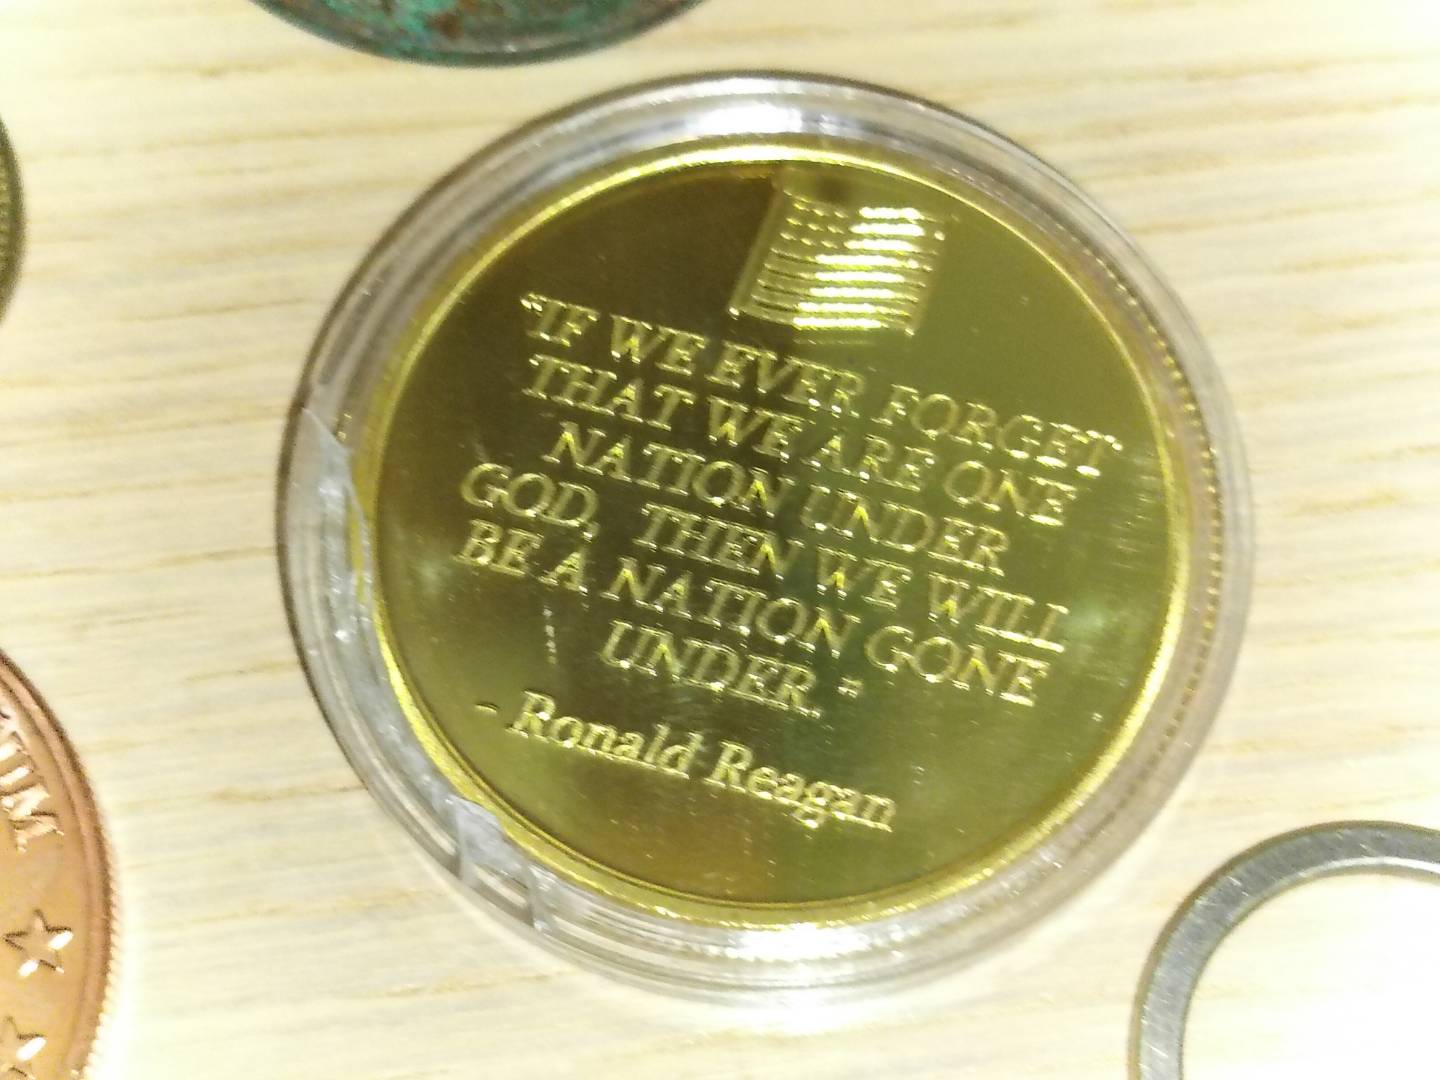 "IF WE EVER FORGET
THAT WE ARE ONE
NATION UNDER
GOD, THEN WE WILL
BE A NATION GONE
UNDER."
- Ronald Reagan